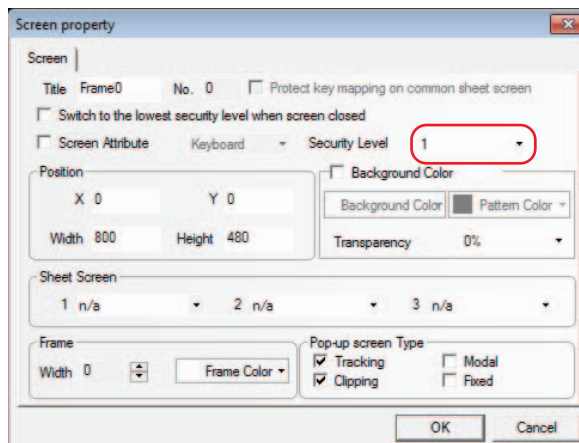 Screen property
Screen
Title Frame0 No. 0 Protect key mapping on common sheet screen
Switch to the lowest security level when screen closed
Screen Attribute Keyboard Security Level 1
Position
X 0 Y 0
Width 800 Height 480
Background Color
Background Color Pattern Color
Transparency 0%
Sheet Screen
1 n/a 2 n/a 3 n/a
Frame
Width 0 Frame Color
Pop-up screen Type
Tracking Modal
Clipping Fixed
OK Cancel